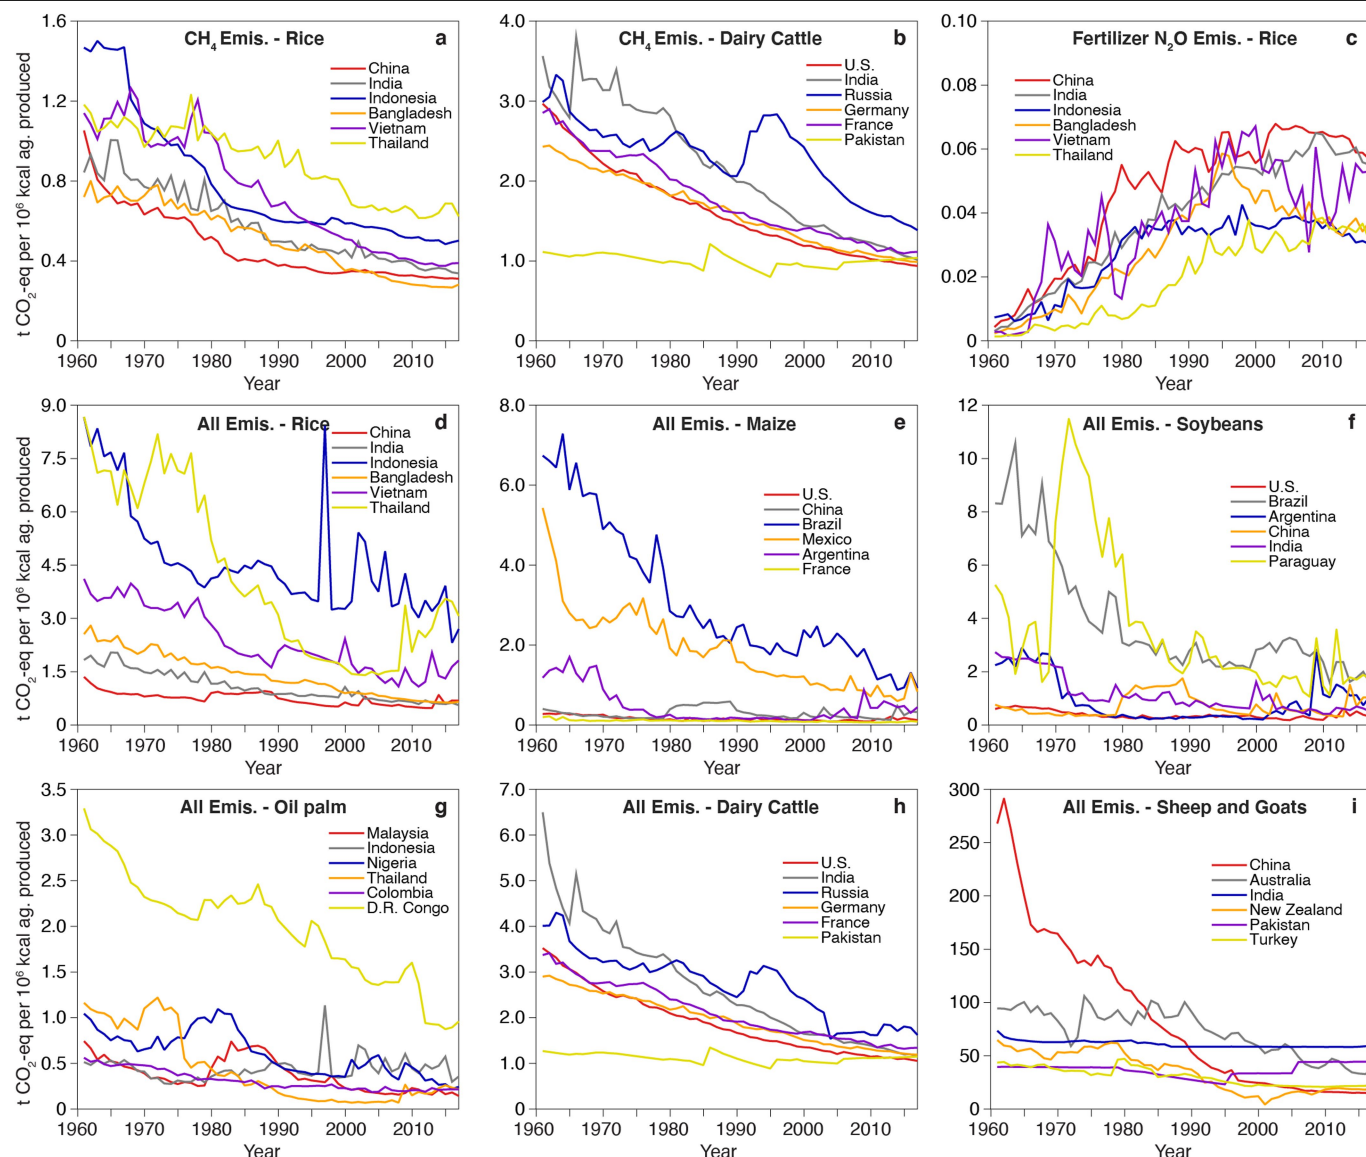 CH4 Emis. - Rice a
t CO2-eq per 10⁶ kcal ag. produced
1.6
1.2
0.8
0.4
0
China
India
Indonesia
Bangladesh
Vietnam
Thailand
1960 1970 1980 1990 2000 2010
Year
CH4 Emis. - Dairy Cattle b
4.0
3.0
2.0
1.0
0
U.S.
India
Russia
Germany
France
Pakistan
1960 1970 1980 1990 2000 2010
Year
Fertilizer N2O Emis. - Rice c
0.10
0.08
0.06
0.04
0.02
0
China
India
Indonesia
Bangladesh
Vietnam
Thailand
1960 1970 1980 1990 2000 2010
Year
All Emis. - Rice d
t CO2-eq per 10⁶ kcal ag. produced
9.0
7.5
6.0
4.5
3.0
1.5
0
China
India
Indonesia
Bangladesh
Vietnam
Thailand
1960 1970 1980 1990 2000 2010
Year
All Emis. - Maize e
8.0
6.0
4.0
2.0
0
U.S.
China
Brazil
Mexico
Argentina
France
1960 1970 1980 1990 2000 2010
Year
All Emis. - Soybeans f
12
10
8
6
4
2
0
U.S.
Brazil
Argentina
China
India
Paraguay
1960 1970 1980 1990 2000 2010
Year
All Emis. - Oil palm g
t CO2-eq per 10⁶ kcal ag. produced
3.5
3.0
2.5
2.0
1.5
1.0
0.5
0
Malaysia
Indonesia
Nigeria
Thailand
Colombia
D.R. Congo
1960 1970 1980 1990 2000 2010
Year
All Emis. - Dairy Cattle h
7.0
6.0
5.0
4.0
3.0
2.0
1.0
0
U.S.
India
Russia
Germany
France
Pakistan
1960 1970 1980 1990 2000 2010
Year
All Emis. - Sheep and Goats i
300
250
200
150
100
50
0
China
Australia
India
New Zealand
Pakistan
Turkey
1960 1970 1980 1990 2000 2010
Year